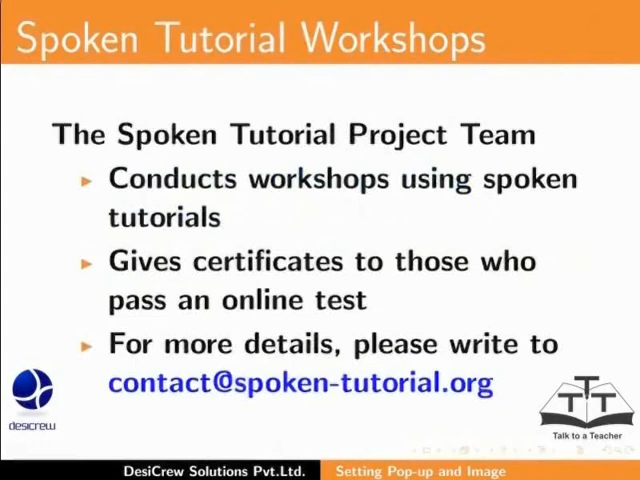 Spoken Tutorial Workshops
The Spoken Tutorial Project Team
Conducts workshops using spoken
tutorials
Gives certificates to those who
pass an online test
For more details, please write to
contact@spoken-tutorial.org
desicrew
TTT
Talk to a Teacher
DesiCrew Solutions Pvt.Ltd.
Setting Pop-up and Image